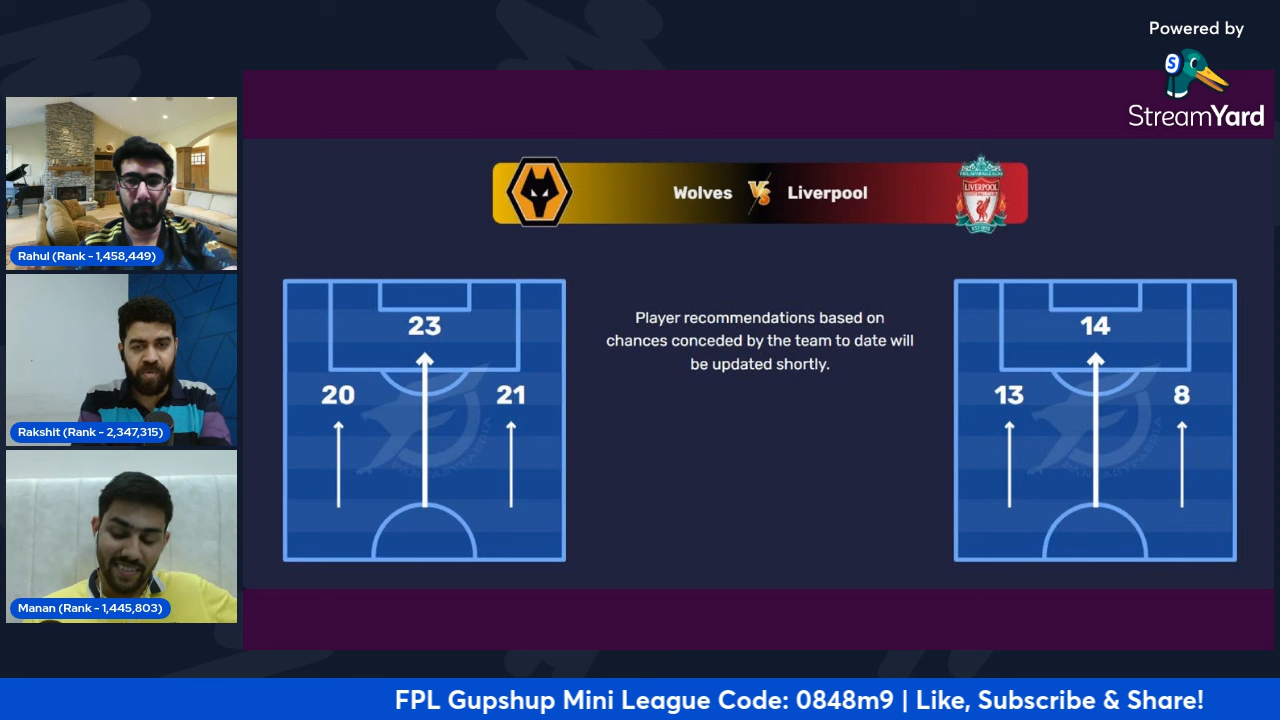 Powered by
StreamYard
Wolves VS Liverpool
LIVERPOOL
23
20
21
Player recommendations based on
chances conceded by the team to date will
be updated shortly.
14
13
8
Rahul (Rank - 1,458,449)
Rakshit (Rank - 2,347,315)
Manan (Rank - 1,445,803)
FPL Gupshup Mini League Code: 0848m9 | Like, Subscribe & Share!